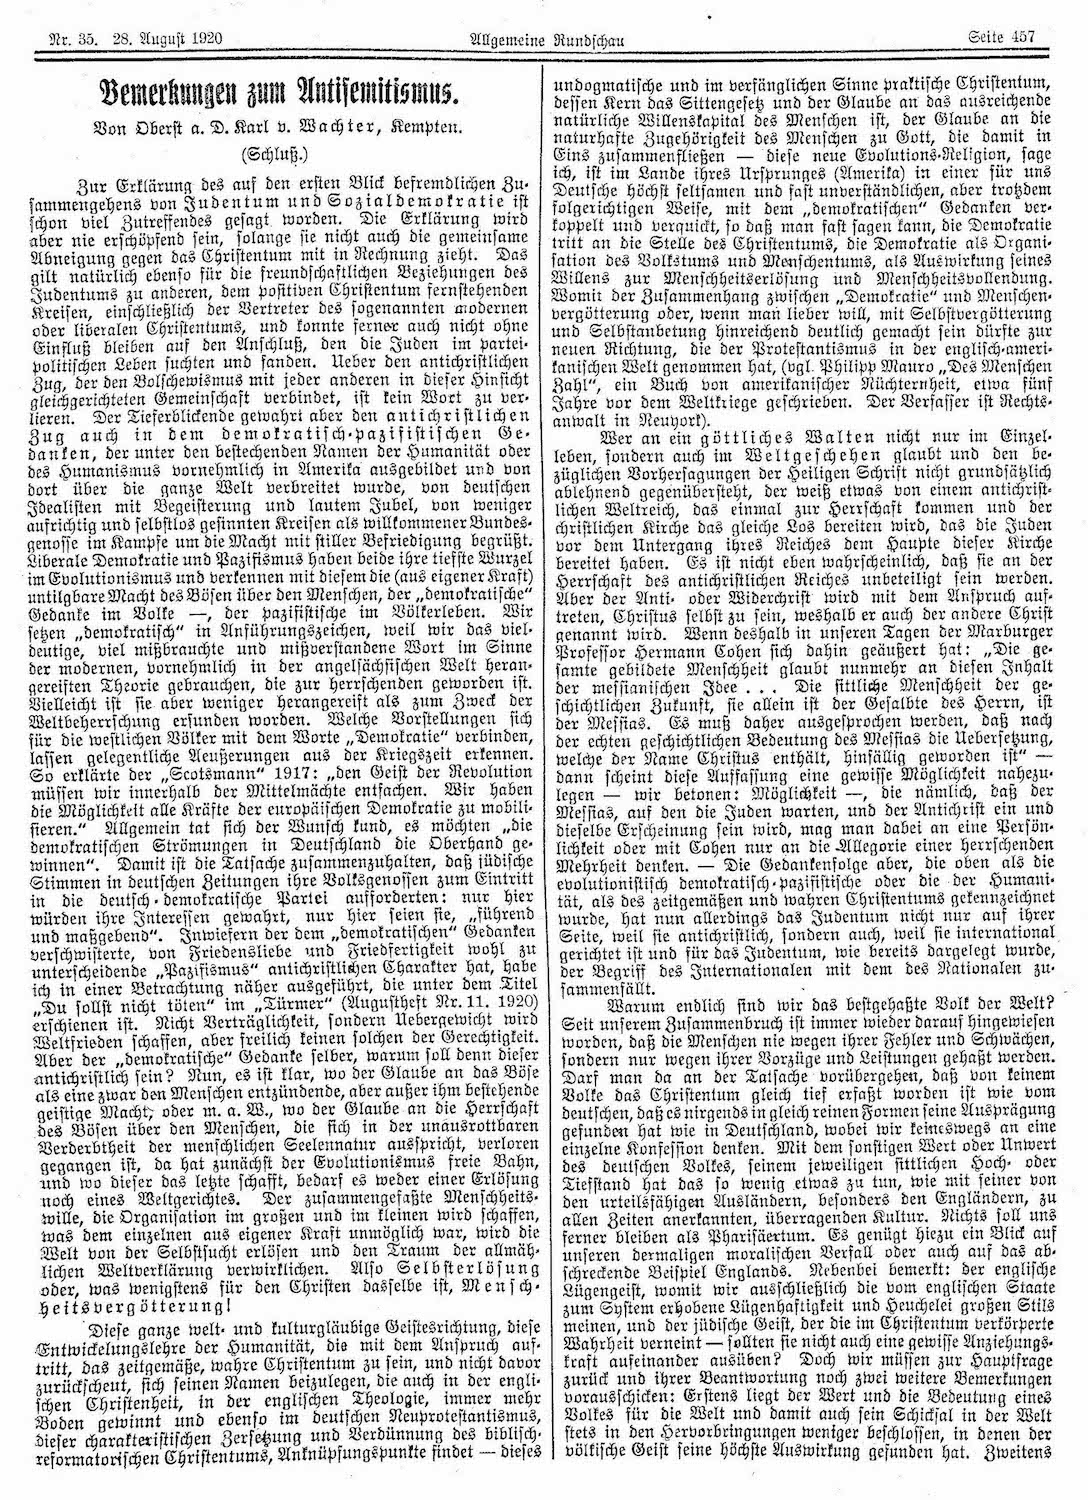 Nr. 35. 28. August 1920
Allgemeine Rundschau
Seite 457
Bemerkungen zum Antisemitismus.
Von Oberst a. D. Karl v. Wachter, Kempten.
(Schluß.)
Zur Erklärung des auf den ersten Blick befremdlichen Zu-
sammengehens von Judentum und Sozialdemokratie ist
schon viel Zutreffendes gesagt worden. Die Erklärung wird
aber nie erschöpfend sein, solange sie nicht auch die gemeinsame
Abneigung gegen das Christentum mit in Rechnung zieht. Das
gilt natürlich ebenso für die freundschaftlichen Beziehungen des
Judentums zu anderen, dem positiven Christentum fernstehenden
Kreisen, einschließlich der Vertreter des sogenannten modernen
oder liberalen Christentums, und konnte ferner auch nicht ohne
Einfluß bleiben auf den Anschluß, den die Juden im partei-
politischen Leben suchten und fanden. Ueber den antichristlichen
Zug, der den Bolschewismus mit jeder anderen in dieser Hinsicht
gleichgerichteten Gemeinschaft verbindet, ist kein Wort zu ver-
lieren. Der Tieferblickende gewahrt aber den antichristlichen
Zug auch in dem demokratisch-pazifistischen Ge-
danken, der unter den bestechenden Namen der Humanität oder
des Humanismus vornehmlich in Amerika ausgebildet und von
dort über die ganze Welt verbreitet wurde, von deutschen
Idealisten mit Begeisterung und lautem Jubel, von weniger
aufrichtig und selbstlos gesinnten Kreisen als willkommener Bundes-
genosse im Kampfe um die Macht mit stiller Befriedigung begrüßt.
Liberale Demokratie und Pazifismus haben beide ihre tiefste Wurzel
im Evolutionismus und verkennen mit diesem die (aus eigener Kraft)
untilgbare Macht des Bösen über den Menschen, der „demokratische“
Gedanke im Volke —, der pazifistische im Völkerleben. Wir
setzen „demokratisch“ in Anführungszeichen, weil wir das viel-
deutige, viel mißbrauchte und mißverstandene Wort im Sinne
der modernen, vornehmlich in der angelsächsischen Welt heran-
gereiften Theorie gebrauchen, die zur herrschenden geworden ist.
Vielleicht ist sie aber weniger herangereift als zum Zweck der
Weltbeherrschung erfunden worden. Welche Vorstellungen sich
für die westlichen Völker mit dem Worte „Demokratie“ verbinden,
lassen gelegentliche Aeußerungen aus der Kriegszeit erkennen.
So erklärte der „Scotsmann“ 1917: „den Geist der Revolution
müssen wir innerhalb der Mittelmächte entfachen. Wir haben
die Möglichkeit alle Kräfte der europäischen Demokratie zu mobili-
sieren.“ Allgemein tat sich der Wunsch kund, es möchten „die
demokratischen Strömungen in Deutschland die Oberhand ge-
winnen“. Damit ist die Tatsache zusammenzuhalten, daß jüdische
Stimmen in deutschen Zeitungen ihre Volksgenossen zum Eintritt
in die deutsch-demokratische Partei aufforderten: nur hier
würden ihre Interessen gewahrt, nur hier seien sie, „führend
und maßgebend“. Inwiefern der dem „demokratischen“ Gedanken
verschwisterte, von Friedensliebe und Friedfertigkeit wohl zu
unterscheidende „Pazifismus“ antichristlichen Charakter hat, habe
ich in einer Betrachtung näher ausgeführt, die unter dem Titel
„Du sollst nicht töten“ im „Türmer“ (Augustheft Nr. 11. 1920)
erschienen ist. Nicht Verträglichkeit, sondern Uebergewicht wird
Weltfrieden schaffen, aber freilich keinen solchen der Gerechtigkeit.
Aber der „demokratische“ Gedanke selber, warum soll denn dieser
antichristlich sein? Nun, es ist klar, wo der Glaube an das Böse
als eine zwar den Menschen entzündende, aber außer ihm bestehende
geistige Macht, oder m. a. W., wo der Glaube an die Herrschaft
des Bösen über den Menschen, die sich in der unausrottbaren
Verderbtheit der menschlichen Seelennatur ausspricht, verloren
gegangen ist, da hat zunächst der Evolutionismus freie Bahn,
und wo dieser das letzte schafft, bedarf es weder einer Erlösung
noch eines Weltgerichtes. Der zusammengefaßte Menschheits-
wille, die Organisation im großen und im kleinen wird schaffen,
was dem einzelnen aus eigener Kraft unmöglich war, wird die
Welt von der Selbstsucht erlösen und den Traum der allmäh-
lichen Weltverklärung verwirklichen. Also Selbsterlösung
oder, was wenigstens für den Christen dasselbe ist, Mensch-
heitsvergötterung!
Diese ganze welt- und kulturgläubige Geistesrichtung, diese
Entwickelungslehre der Humanität, die mit dem Anspruch auf-
tritt, das zeitgemäße, wahre Christentum zu sein, und nicht davor
zurückscheut, sich seinen Namen beizulegen, die auch in der engli-
schen Christenheit, in der englischen Theologie, immer mehr
Boden gewinnt und ebenso im deutschen Neuprotestantismus,
dieser charakteristischen Zersetzung und Verdünnung des biblisch-
reformatorischen Christentums, Anknüpfungspunkte findet — dieses
undogmatische und im verfänglichen Sinne praktische Christentum,
dessen Kern das Sittengesetz und der Glaube an das ausreichende
natürliche Willenskapital des Menschen ist, der Glaube an die
naturhafte Zugehörigkeit des Menschen zu Gott, die damit in
Eins zusammenfließen — diese neue Evolutions-Religion, sage
ich, ist im Lande ihres Ursprunges (Amerika) in einer für uns
Deutsche höchst seltsamen und fast unverständlichen, aber trotzdem
folgerichtigen Weise, mit dem „demokratischen“ Gedanken ver-
koppelt und verquickt, so daß man fast sagen kann, die Demokratie
tritt an die Stelle des Christentums, die Demokratie als Organi-
sation des Volkstums und Menschentums, als Auswirkung seines
Willens zur Menschheitserlösung und Menschheitsvollendung.
Womit der Zusammenhang zwischen „Demokratie“ und Menschen-
vergötterung oder, wenn man lieber will, mit Selbstvergötterung
und Selbstanbetung hinreichend deutlich gemacht sein dürfte zur
neuen Richtung, die der Protestantismus in der englisch-ameri-
kanischen Welt genommen hat, (vgl. Philipp Mauro „Des Menschen
Zahl“, ein Buch von amerikanischer Nüchternheit, etwa fünf
Jahre vor dem Weltkriege geschrieben. Der Verfasser ist Rechts-
anwalt in Neuyork).
Wer an ein göttliches Walten nicht nur im Einzel-
leben, sondern auch im Weltgeschehen glaubt und den be-
züglichen Vorhersagungen der Heiligen Schrift nicht grundsätzlich
ablehnend gegenübersteht, der weiß etwas von einem antichrist-
lichen Weltreich, das einmal zur Herrschaft kommen und der
christlichen Kirche das gleiche Los bereiten wird, das die Juden
vor dem Untergang ihres Reiches dem Haupte dieser Kirche
bereitet haben. Es ist nicht eben wahrscheinlich, daß sie an der
Herrschaft des antichristlichen Reiches unbeteiligt sein werden.
Aber der Anti- oder Widerchrist wird mit dem Anspruch auf-
treten, Christus selbst zu sein, weshalb er auch der andere Christ
genannt wird. Wenn deshalb in unseren Tagen der Marburger
Professor Hermann Cohen sich dahin geäußert hat: „Die ge-
samte gebildete Menschheit glaubt nunmehr an diesen Inhalt
der messianischen Idee . . . Die sittliche Menschheit der ge-
schichtlichen Zukunft, sie allein ist der Gesalbte des Herrn, ist
der Messias. Es muß daher ausgesprochen werden, daß nach
der echten geschichtlichen Bedeutung des Messias die Uebersetzung,
welche der Name Christus enthält, hinfällig geworden ist“ —
dann scheint diese Auffassung eine gewisse Möglichkeit nahezu-
legen — wir betonen: Möglichkeit —, die nämlich, daß der
Messias, auf den die Juden warten, und der Antichrist ein und
dieselbe Erscheinung sein wird, mag man dabei an eine Persön-
lichkeit oder mit Cohen nur an die Allegorie einer herrschenden
Mehrheit denken. — Die Gedankenfolge aber, die oben als die
evolutionistisch demokratisch-pazifistische oder die der Humani-
tät, als des zeitgemäßen und wahren Christentums gekennzeichnet
wurde, hat nun allerdings das Judentum nicht nur auf ihrer
Seite, weil sie antichristlich, sondern auch, weil sie international
gerichtet ist und für das Judentum, wie bereits dargelegt wurde,
der Begriff des Internationalen mit dem des Nationalen zu-
sammenfällt.
Warum endlich sind wir das bestgehaßte Volk der Welt?
Seit unserem Zusammenbruch ist immer wieder darauf hingewiesen
worden, daß die Menschen nie wegen ihrer Fehler und Schwächen,
sondern nur wegen ihrer Vorzüge und Leistungen gehaßt werden.
Darf man da an der Tatsache vorübergehen, daß von keinem
Volke das Christentum gleich tief erfaßt worden ist wie vom
deutschen, daß es nirgends in gleich reinen Formen seine Ausprägung
gefunden hat wie in Deutschland, wobei wir keineswegs an eine
einzelne Konfession denken. Mit dem sonstigen Wert oder Unwert
des deutschen Volkes, seinem jeweiligen sittlichen Hoch- oder
Tiefstand hat das so wenig etwas zu tun, wie mit seiner von
den urteilsfähigen Ausländern, besonders den Engländern, zu
allen Zeiten anerkannten, überragenden Kultur. Nichts soll uns
ferner bleiben als Pharisäertum. Es genügt hiezu ein Blick auf
unseren dermaligen moralischen Verfall oder auch auf das ab-
schreckende Beispiel Englands. Nebenbei bemerkt: der englische
Lügengeist, womit wir ausschließlich die vom englischen Staate
zum System erhobene Lügenhaftigkeit und Heuchelei großen Stils
meinen, und der jüdische Geist, der die im Christentum verkörperte
Wahrheit verneint — sollten sie nicht auch eine gewisse Anziehungs-
kraft aufeinander ausüben? Doch wir müssen zur Hauptfrage
zurück und ihrer Beantwortung noch zwei weitere Bemerkungen
vorausschicken: Erstens liegt der Wert und die Bedeutung eines
Volkes für die Welt und damit auch sein Schicksal in der Welt
stets in den Hervorbringungen weniger beschlossen, in denen der
völkische Geist seine höchste Auswirkung gefunden hat. Zweitens